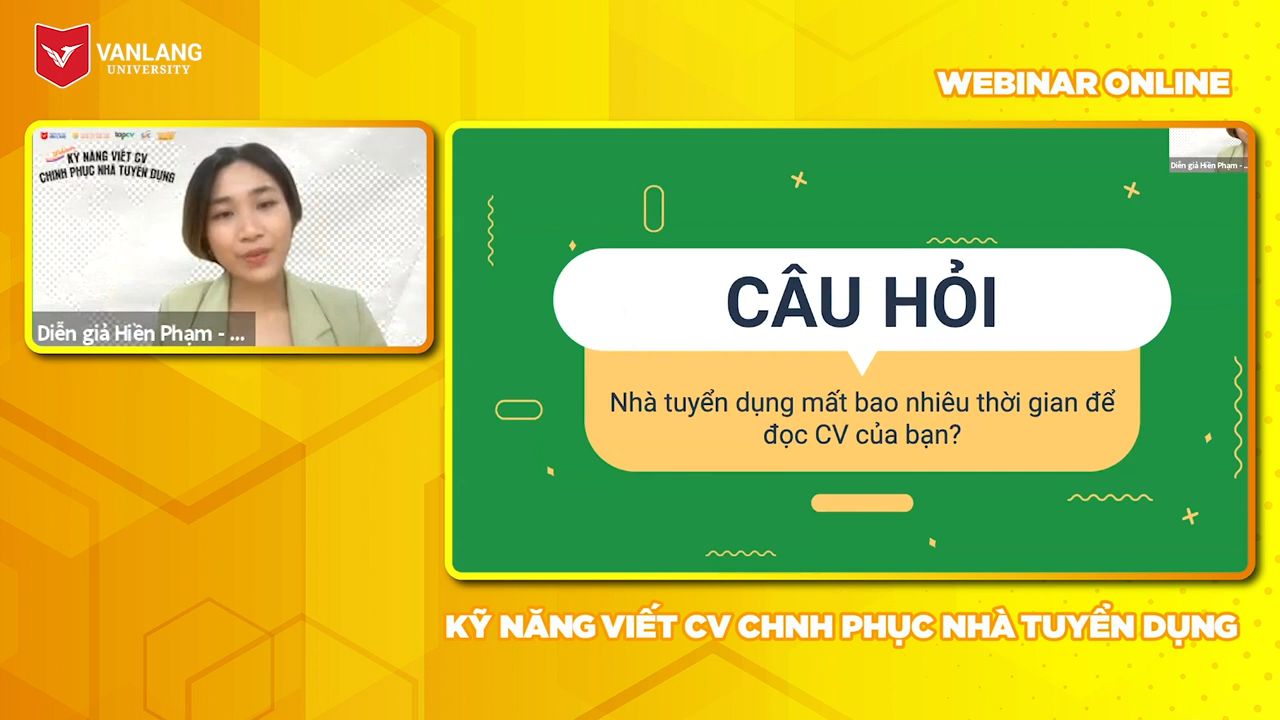 VANLANG
UNIVERSITY
WEBINAR ONLINE
topcv
KỸ NĂNG VIẾT CV
CHINH PHỤC NHÀ TUYỂN DỤNG
Diễn giả Hiền Phạm - ...
Diễn giả Hiền Phạm - ...
CÂU HỎI
Nhà tuyển dụng mất bao nhiêu thời gian để
đọc CV của bạn?
KỸ NĂNG VIẾT CV CHNH PHỤC NHÀ TUYỂN DỤNG